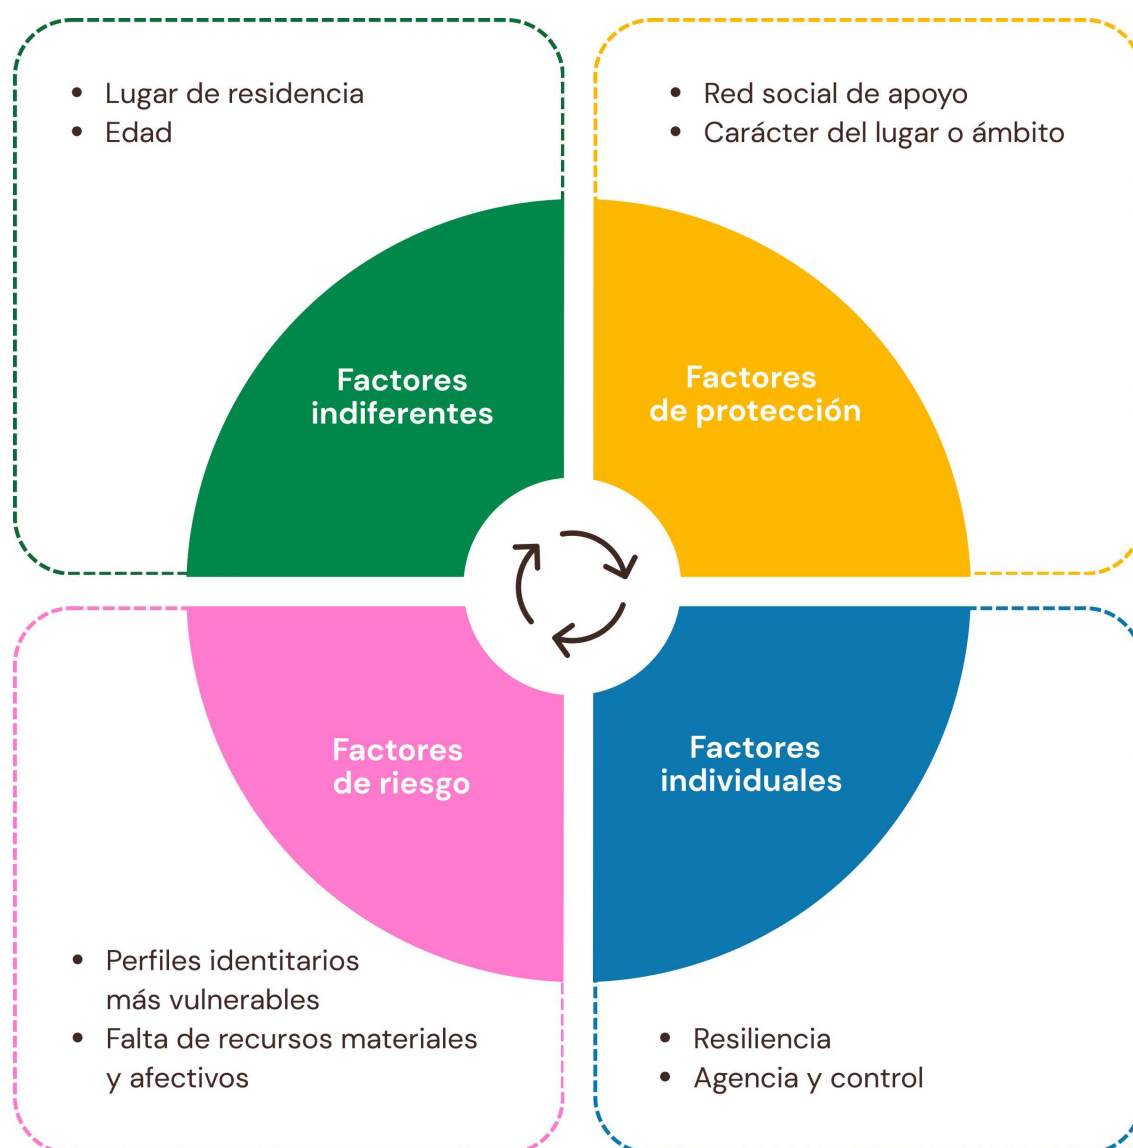 • Lugar de residencia
• Edad
• Red social de apoyo
• Carácter del lugar o ámbito
Factores
indiferentes
Factores
de protección
Factores
de riesgo
Factores
individuales
• Perfiles identitarios
más vulnerables
• Falta de recursos materiales
y afectivos
• Resiliencia
• Agencia y control